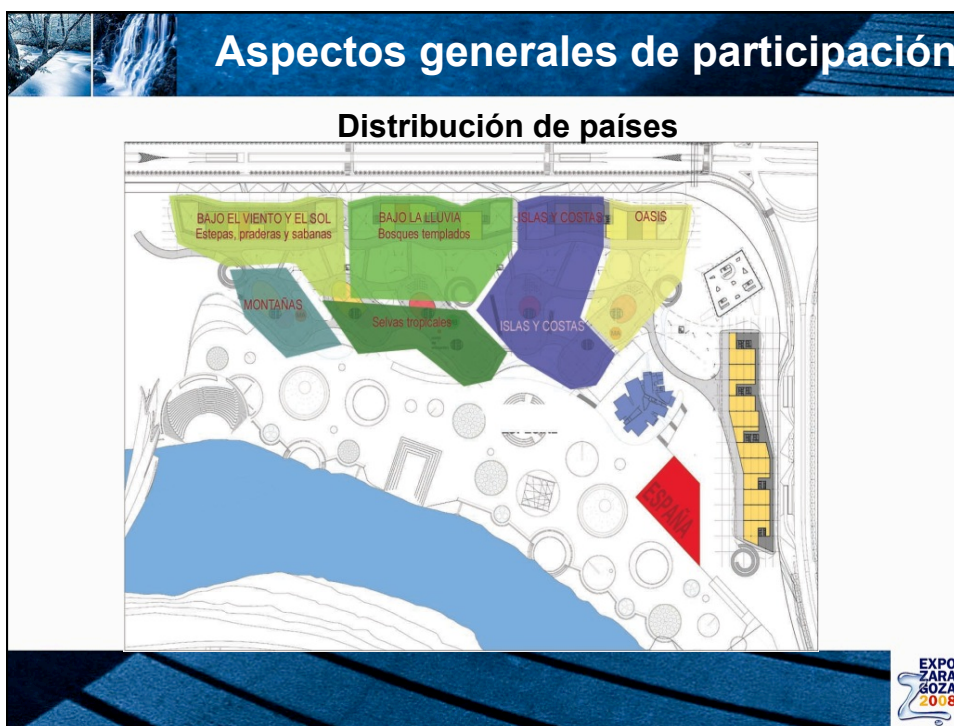 Aspectos generales de participación
Distribución de países
BAJO EL VIENTO Y EL SOL
Estepas, praderas y sabanas
BAJO LA LLUVIA
Bosques templados
ISLAS Y COSTAS
OASIS
MONTAÑAS
Selvas tropicales
ISLAS Y COSTAS
ESPAÑA
EXPO
ZARA
GOZA
2008